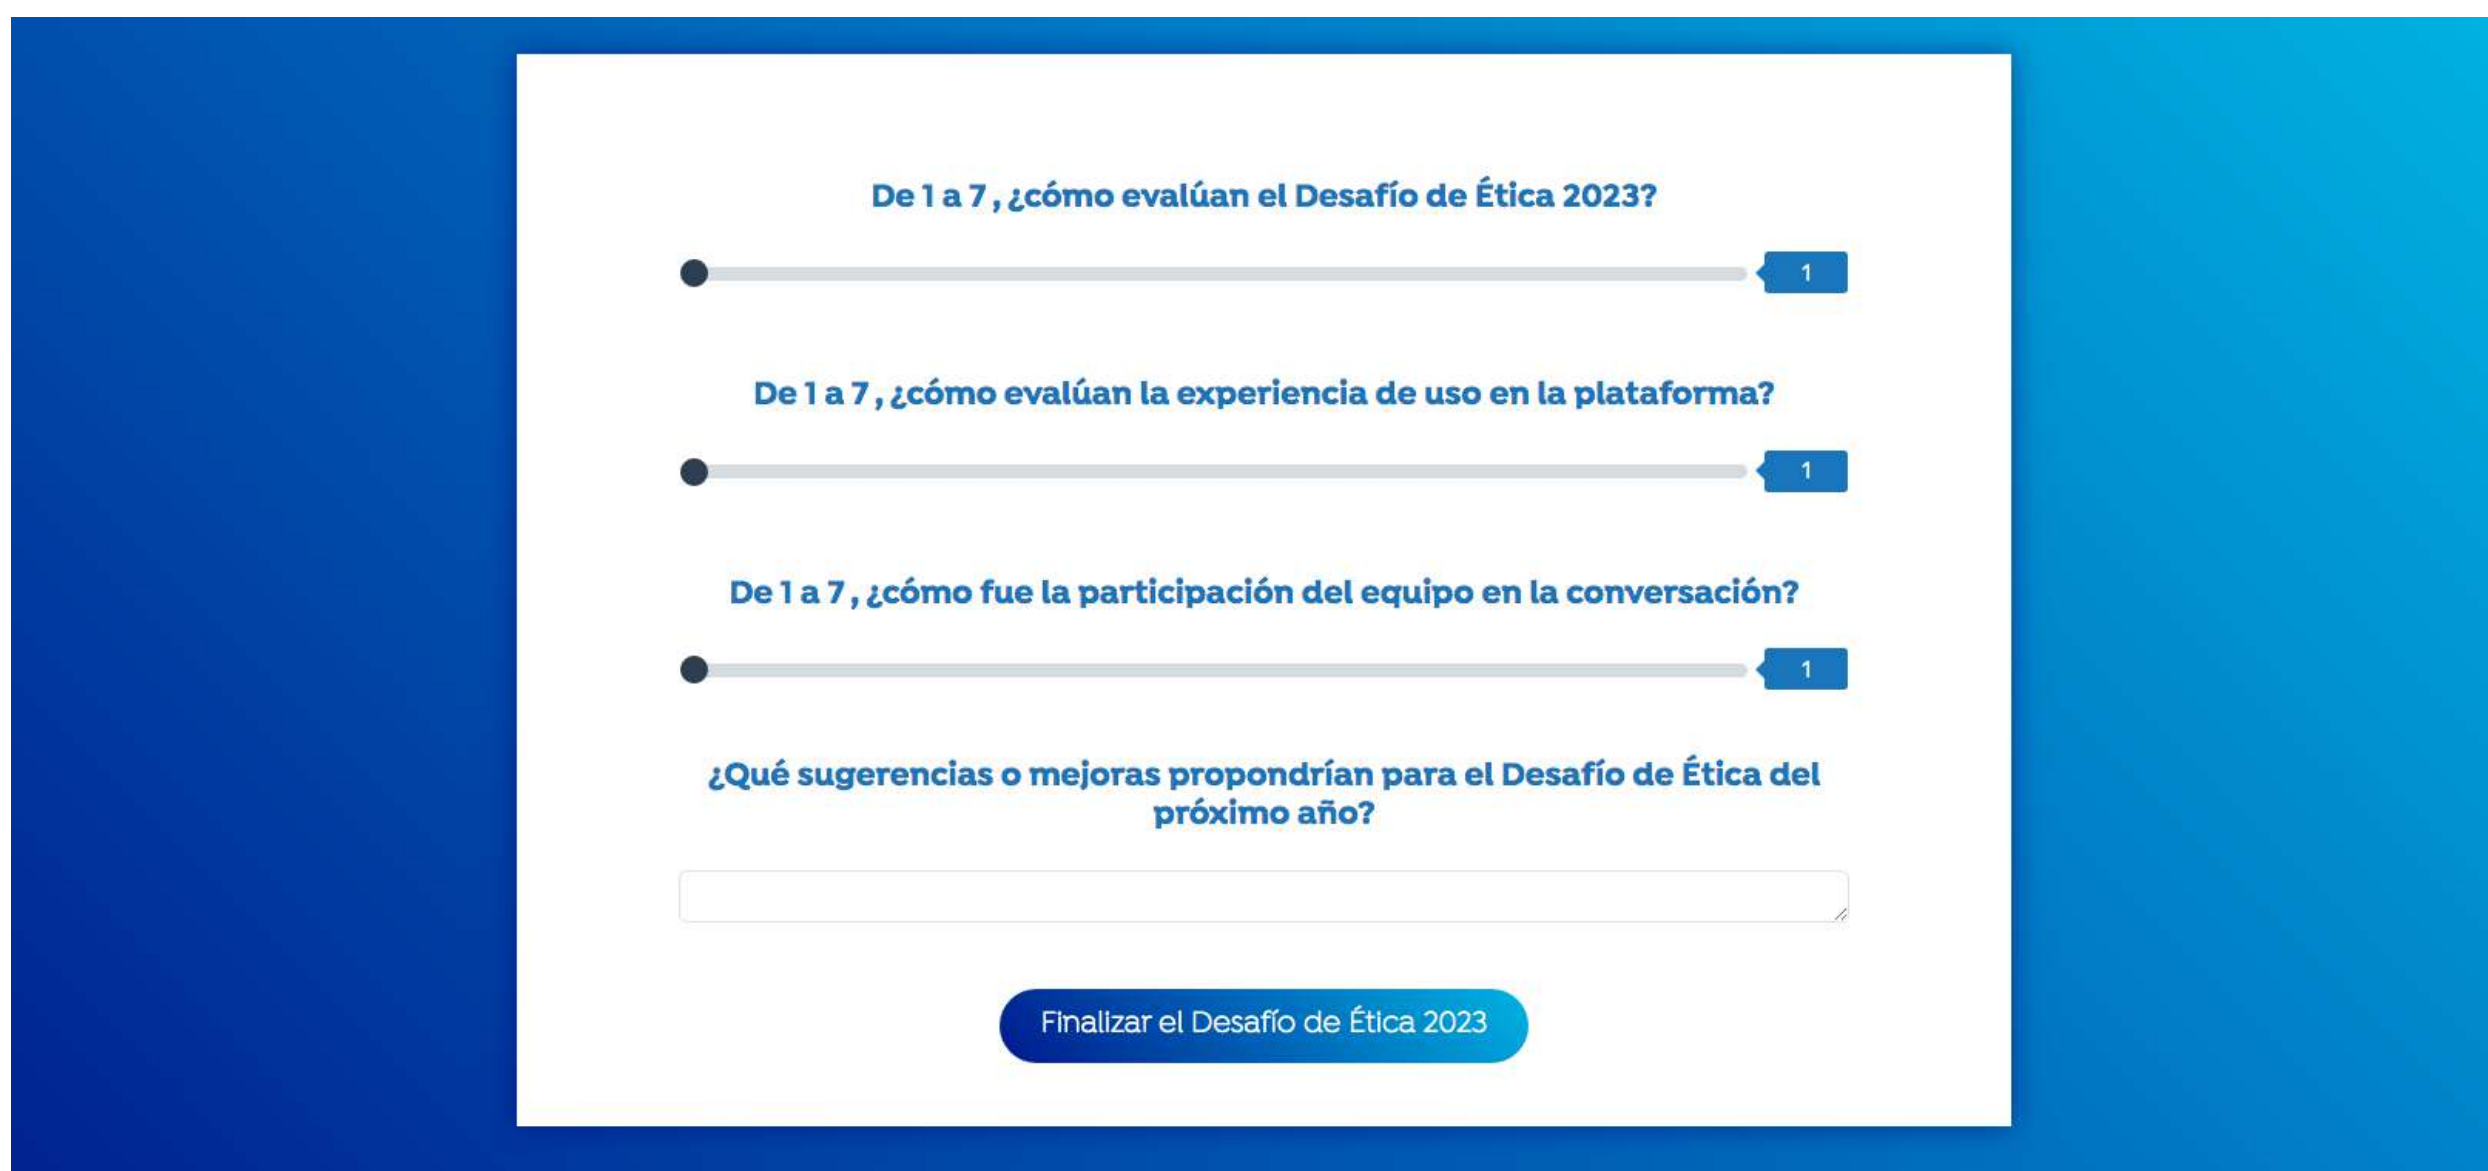 De 1 a 7, ¿cómo evalúan el Desafío de Ética 2023?
1
De 1 a 7, ¿cómo evalúan la experiencia de uso en la plataforma?
1
De 1 a 7, ¿cómo fue la participación del equipo en la conversación?
1
¿Qué sugerencias o mejoras propondrían para el Desafío de Ética del
próximo año?
Finalizar el Desafío de Ética 2023